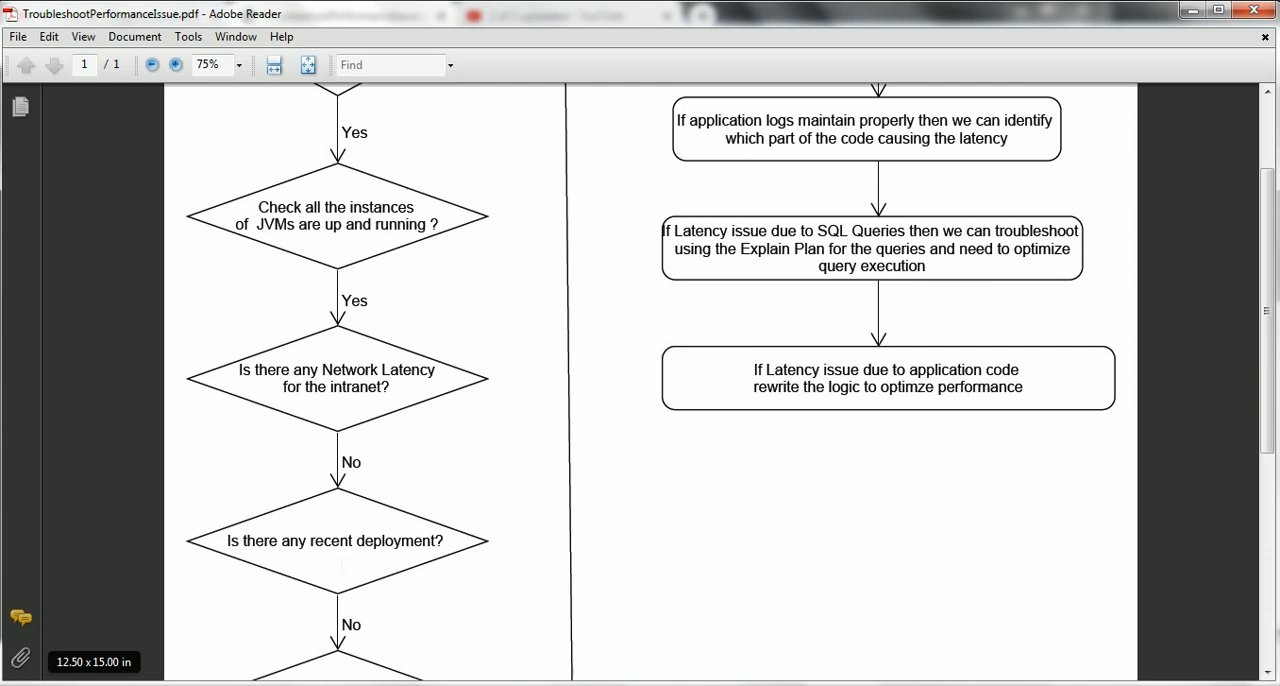 TroubleshootPerformanceIssue.pdf - Adobe Reader
File Edit View Document Tools Window Help
1 / 1 75% Find
Yes
Check all the instances
of JVMs are up and running ?
Yes
Is there any Network Latency
for the intranet?
No
Is there any recent deployment?
No
If application logs maintain properly then we can identify
which part of the code causing the latency
If Latency issue due to SQL Queries then we can troubleshoot
using the Explain Plan for the queries and need to optimize
query execution
If Latency issue due to application code
rewrite the logic to optimze performance
12.50 x 15.00 in